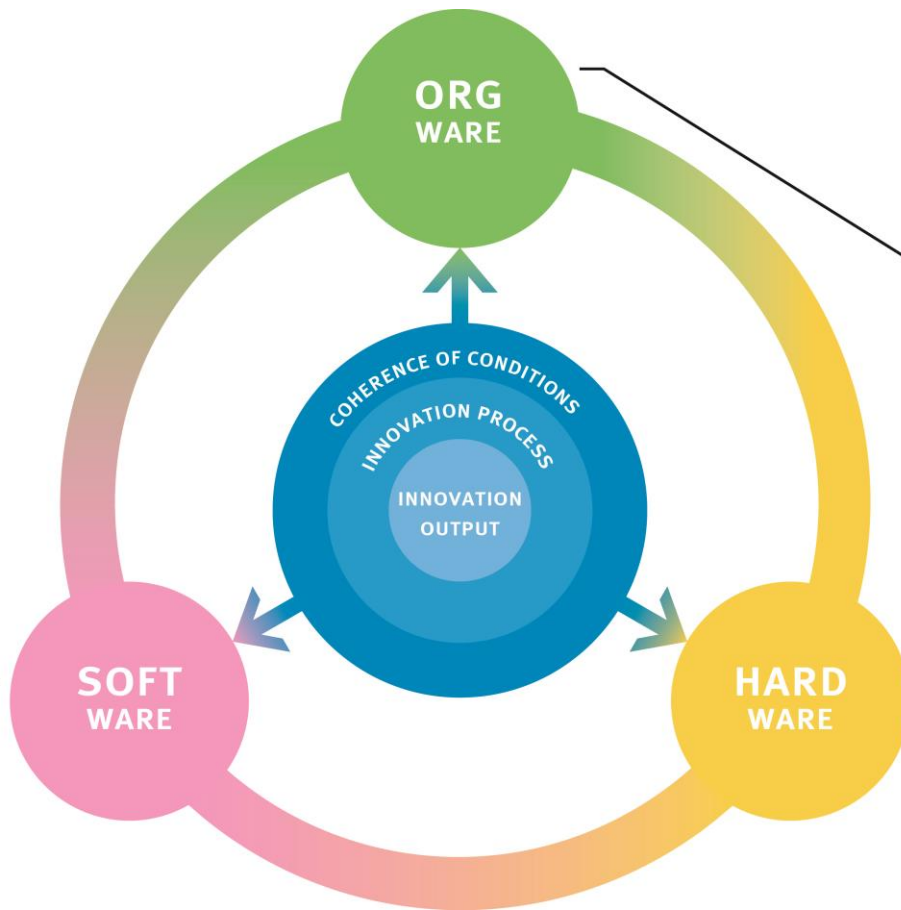 ORG
WARE
COHERENCE OF CONDITIONS
INNOVATION PROCESS
INNOVATION
OUTPUT
SOFT
WARE
HARD
WARE